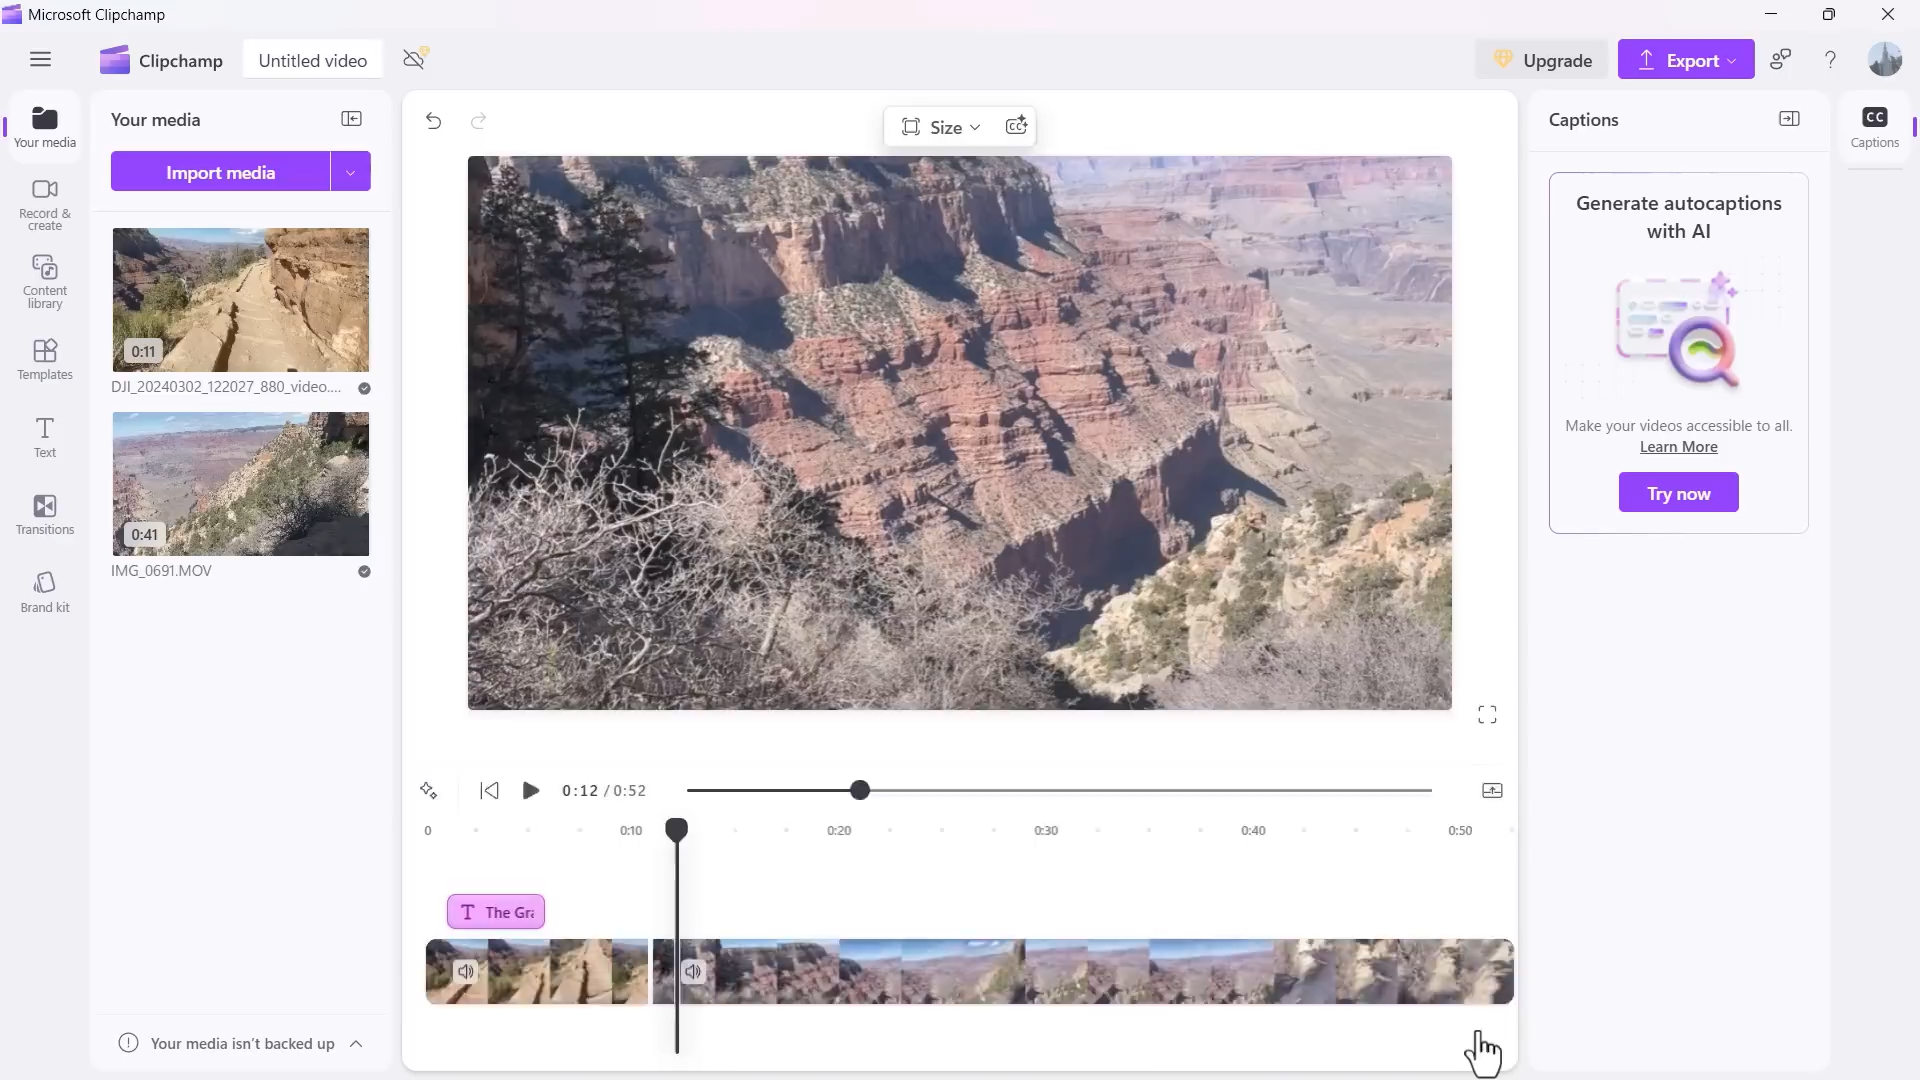 Microsoft Clipchamp
Clipchamp
Untitled video
Upgrade
Export
Your media
Record &
create
Content
library
Templates
Text
Transitions
Brand kit
Your media
Import media
0:11
DJI_20240302_122027_880_video....
0:41
IMG_0691.MOV
Your media isn't backed up
Size
CC
0:12 / 0:52
0
0:10
0:20
0:30
0:40
0:50
T The Gra
Captions
Generate autocaptions
with AI
Make your videos accessible to all.
Learn More
Try now
CC
Captions